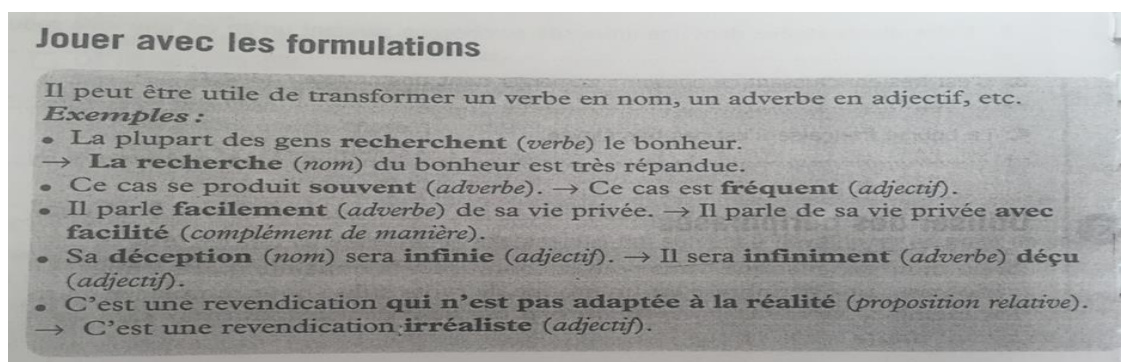 Jouer avec les formulations
Il peut être utile de transformer un verbe en nom, un adverbe en adjectif, etc.
Exemples :
• La plupart des gens recherchent (verbe) le bonheur.
→ La recherche (nom) du bonheur est très répandue.
• Ce cas se produit souvent (adverbe). → Ce cas est fréquent (adjectif).
• Il parle facilement (adverbe) de sa vie privée. → Il parle de sa vie privée avec
facilité (complément de manière).
• Sa déception (nom) sera infinie (adjectif). → Il sera infiniment (adverbe) déçu
(adjectif).
• C'est une revendication qui n'est pas adaptée à la réalité (proposition relative).
→ C'est une revendication irréaliste (adjectif).